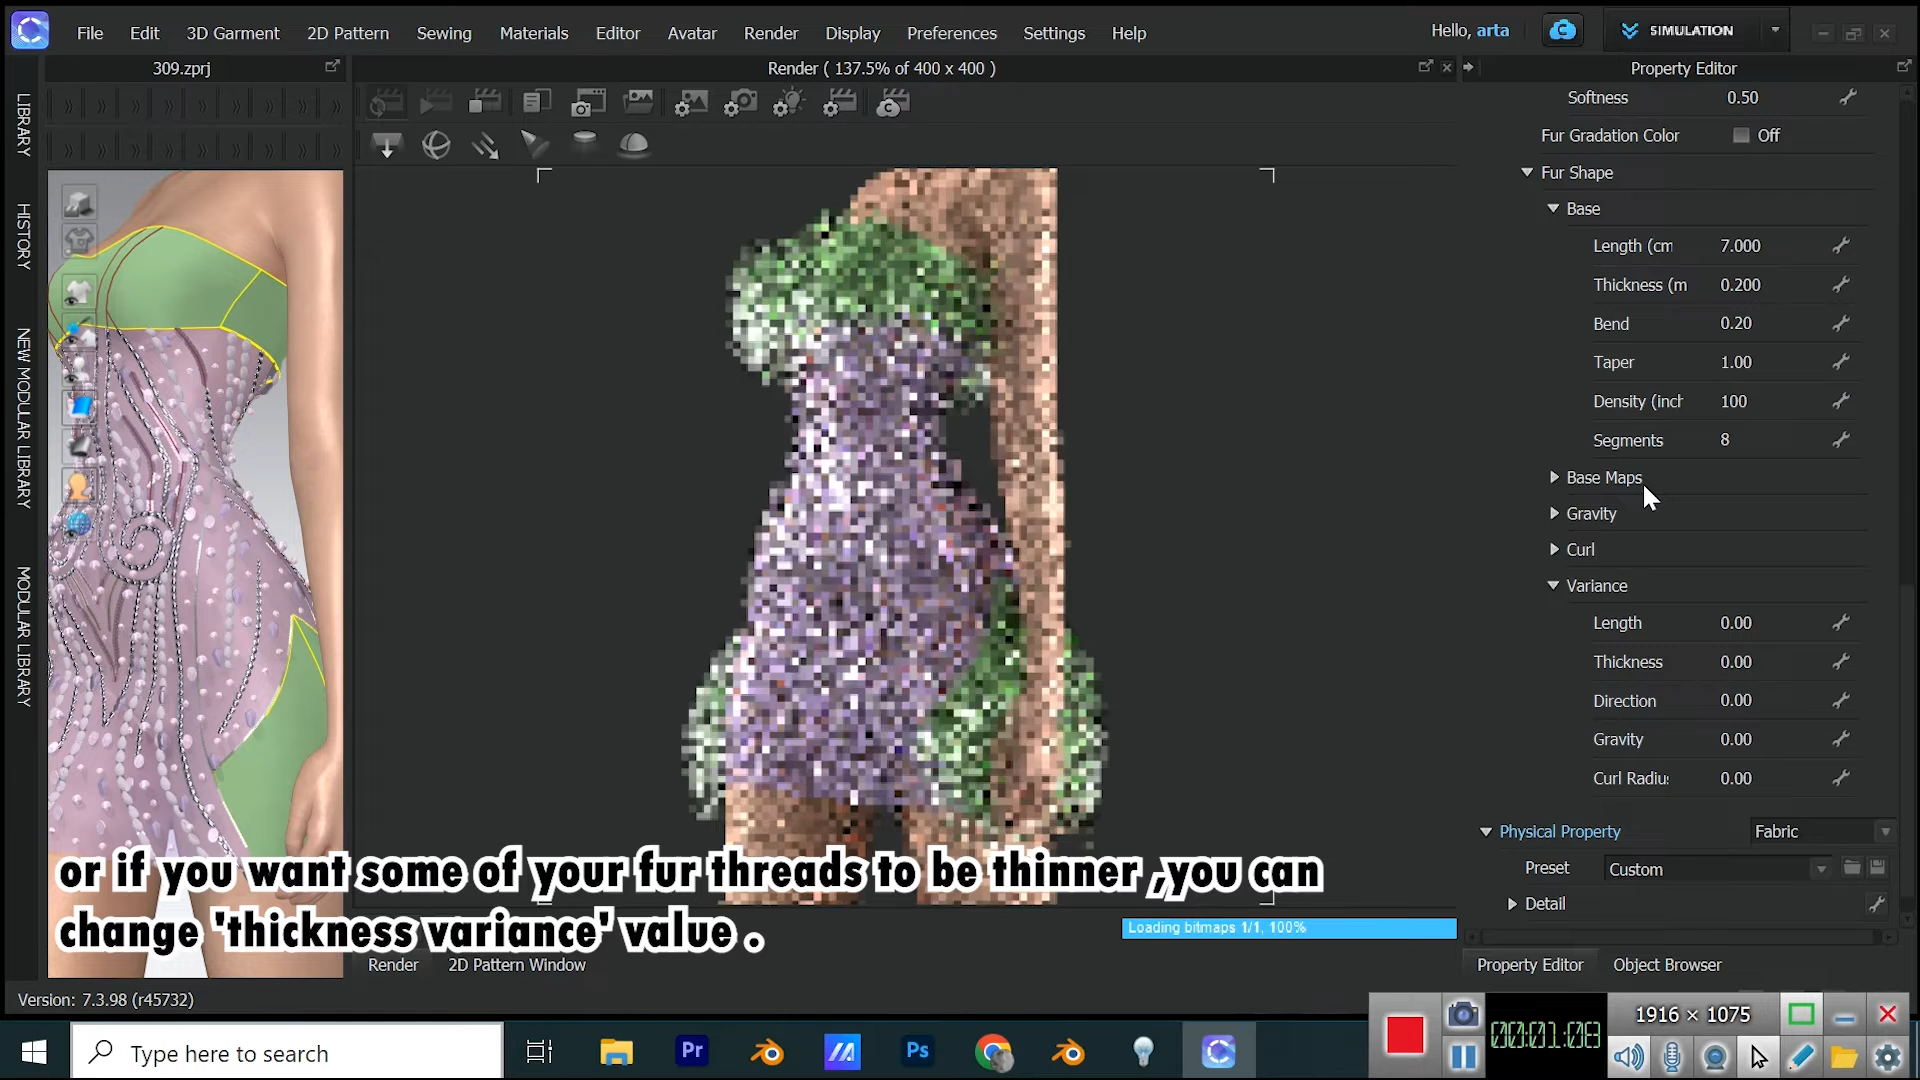 File Edit 3D Garment 2D Pattern Sewing Materials Editor Avatar Render Display Preferences Settings Help
Hello, arta
SIMULATION
309.zprj
Render ( 137.5% of 400 x 400 )
Property Editor
LIBRARY
HISTORY
NEW MODULAR LIBRARY
MODULAR LIBRARY
Softness 0.50
Fur Gradation Color Off
Fur Shape
Base
Length (cm 7.000
Thickness (m 0.200
Bend 0.20
Taper 1.00
Density (inch 100
Segments 8
Base Maps
Gravity
Curl
Variance
Length 0.00
Thickness 0.00
Direction 0.00
Gravity 0.00
Curl Radiu: 0.00
Physical Property Fabric
Preset Custom
Detail
or if you want some of your fur threads to be thinner ,you can
change 'thickness variance' value .
Loading bitmaps 1/1, 100%
Render 2D Pattern Window
Property Editor Object Browser
Version: 7.3.98 (r45732)
Type here to search
Pr
Ps
00:01:08
1916 × 1075